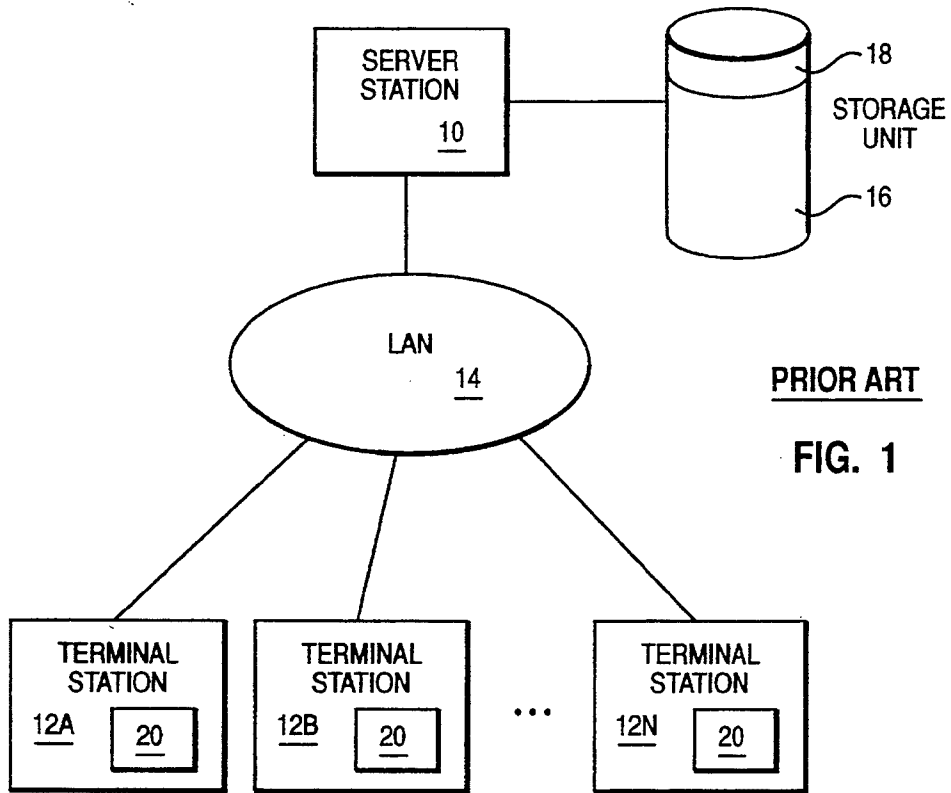 SERVER
STATION
10
18
STORAGE
UNIT
16
LAN
14
PRIOR ART
FIG. 1
TERMINAL
STATION
12A
20
TERMINAL
STATION
12B
20
...
TERMINAL
STATION
12N
20